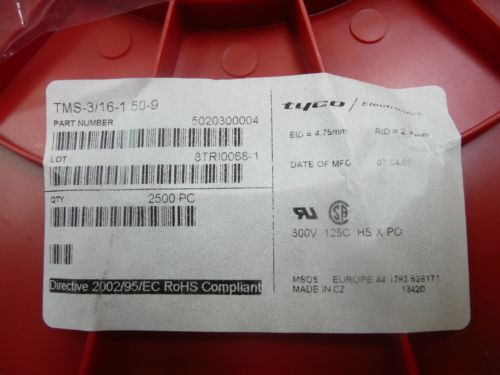 TMS-3/16-1.50-9
PART NUMBER 5020300004
LOT : 8TRI0068-1
QTY 2500 PC
Directive 2002/95/EC RoHS Compliant
tyco / Electronics
EID = 4.75mm RID =
DATE OF MFG
600V 125C HS X PO
MSDS EUROPE 44 1793 528171
MADE IN CZ 13420